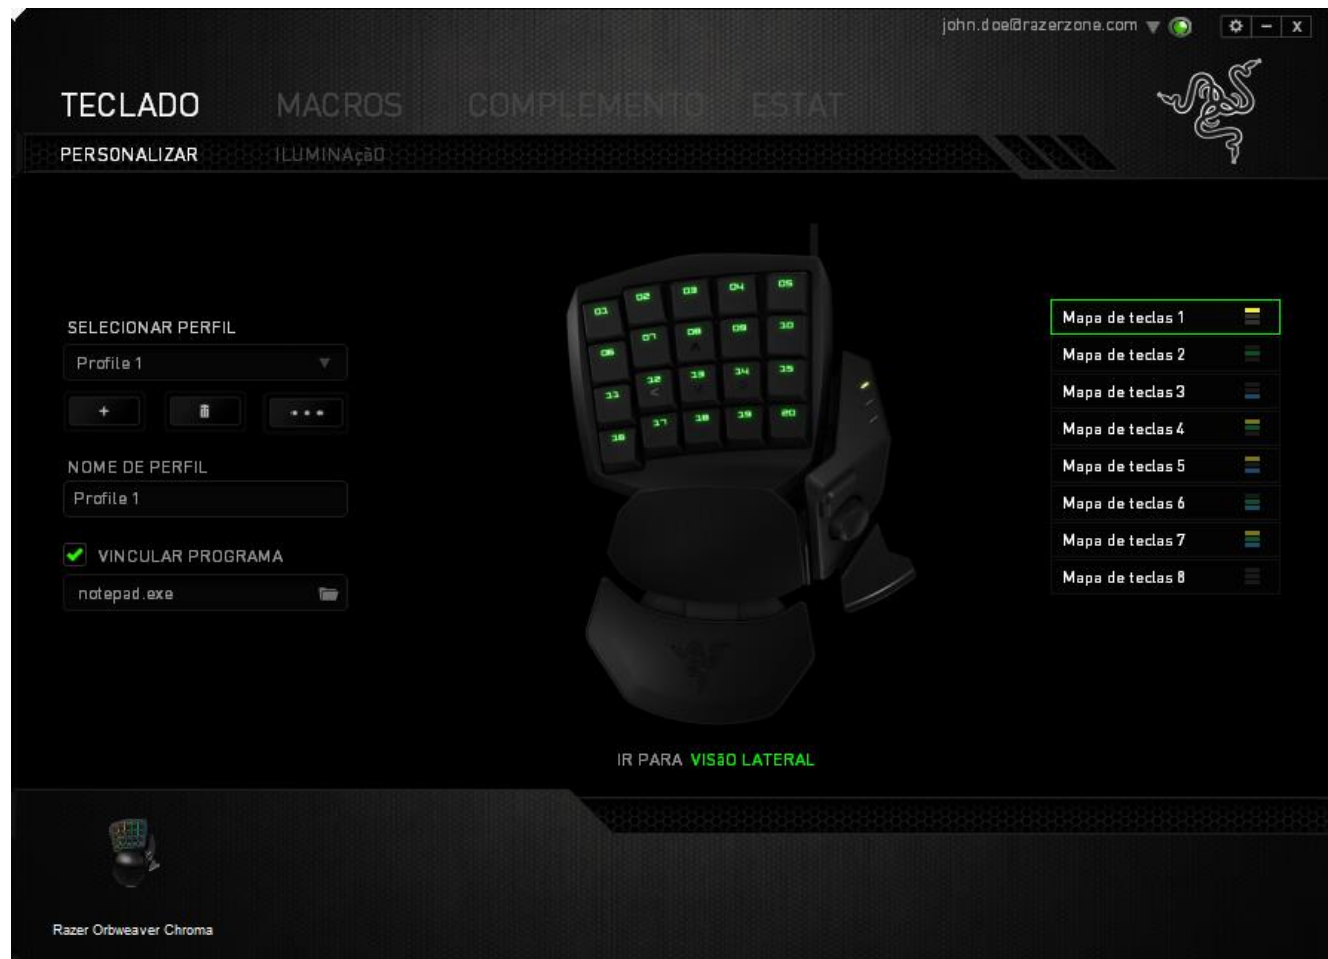 john.doe@razerzone.com
TECLADO MACROS COMPLEMENTO ESTAT
PERSONALIZAR ILUMINAçãO
SELECIONAR PERFIL
Profile 1
NOME DE PERFIL
Profile 1
VINCULAR PROGRAMA
notepad.exe
01 02 03 04 05
06 07 08 09 10
11 12 13 14 15
16 17 18 19 20
Mapa de teclas 1
Mapa de teclas 2
Mapa de teclas 3
Mapa de teclas 4
Mapa de teclas 5
Mapa de teclas 6
Mapa de teclas 7
Mapa de teclas 8
IR PARA VISãO LATERAL
Razer Orbweaver Chroma